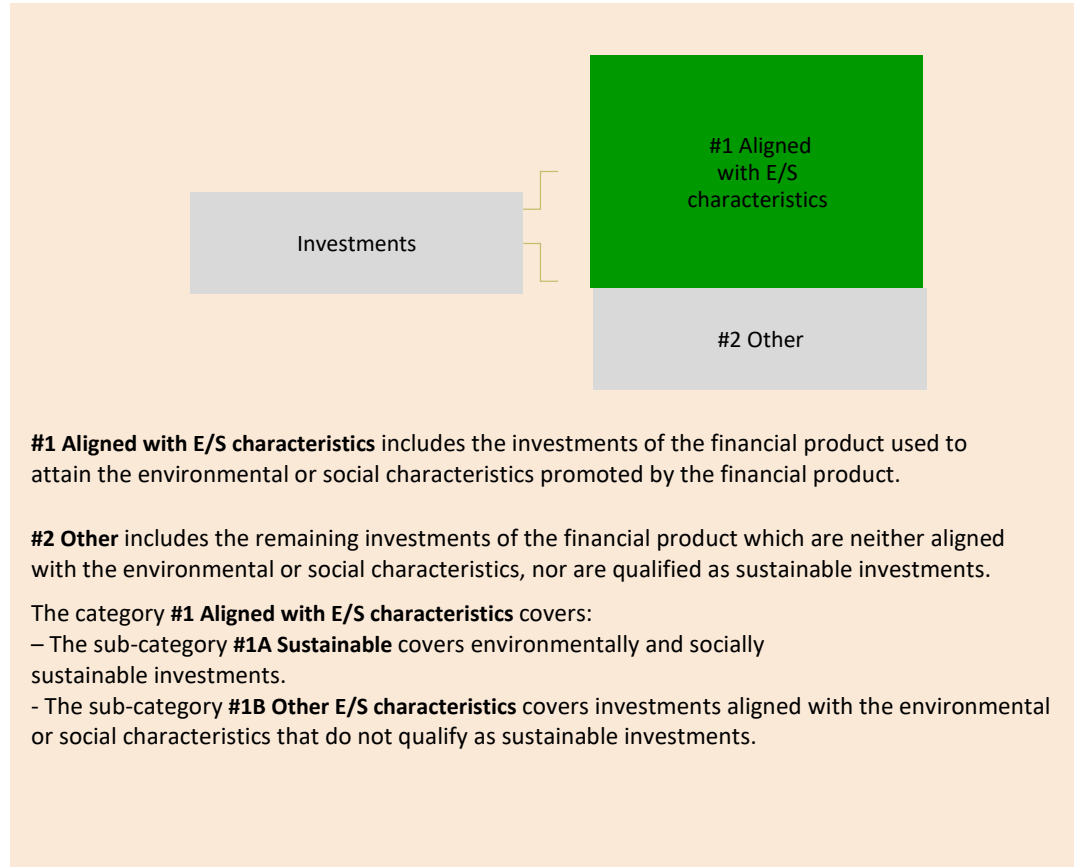 #1 Aligned
with E/S
characteristics
Investments
#2 Other
#1 Aligned with E/S characteristics includes the investments of the financial product used to
attain the environmental or social characteristics promoted by the financial product.
#2 Other includes the remaining investments of the financial product which are neither aligned
with the environmental or social characteristics, nor are qualified as sustainable investments.
The category #1 Aligned with E/S characteristics covers:
– The sub-category #1A Sustainable covers environmentally and socially
sustainable investments.
- The sub-category #1B Other E/S characteristics covers investments aligned with the environmental
or social characteristics that do not qualify as sustainable investments.